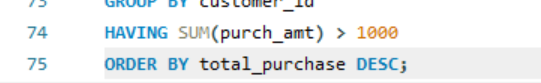 73 GROUP BY customer_id
74 HAVING SUM(purch_amt) > 1000
75 ORDER BY total_purchase DESC;